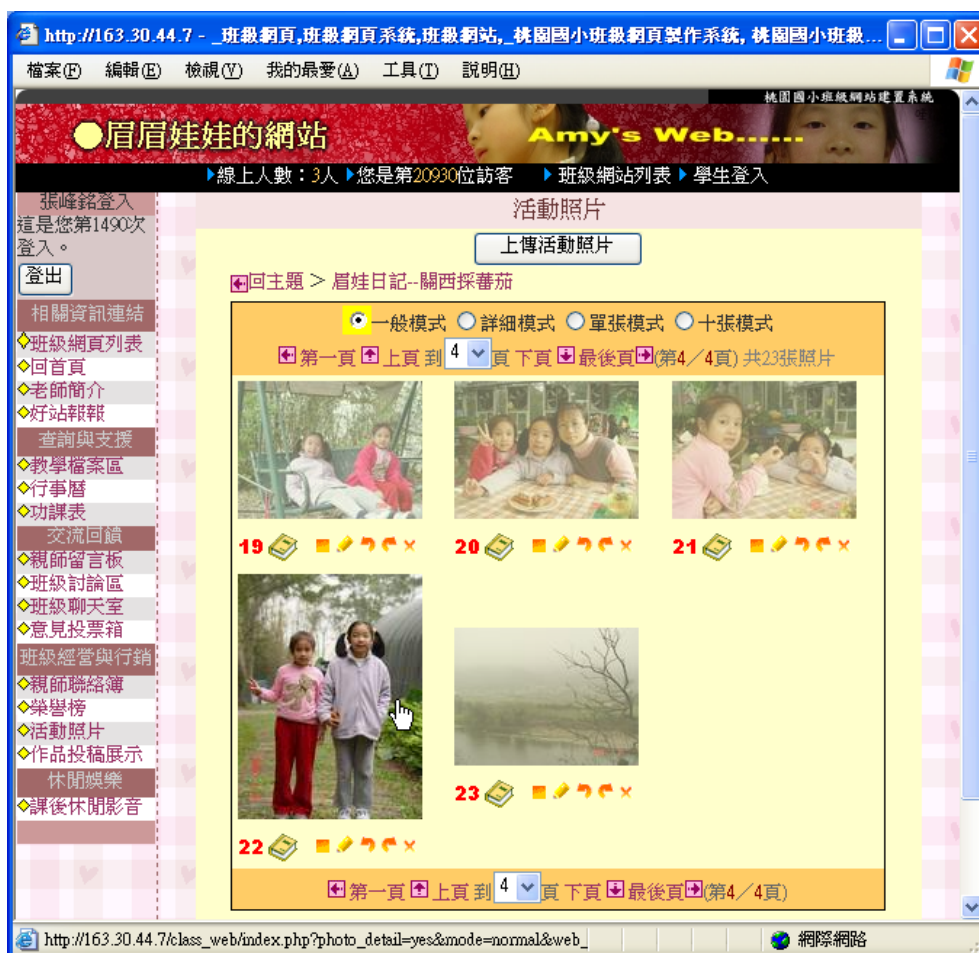 http://163.30.44.7 - _班級網頁,班級網頁系統,班級網站,_桃園國小班級網頁製作系統, 桃園國小班級...
檔案(F) 編輯(E) 檢視(V) 我的最愛(A) 工具(T) 說明(H)
桃園國小班級網站建置系統
●眉眉娃娃的網站 Amy's Web......
線上人數：3人 您是第20930位訪客 班級網站列表 學生登入
張峰銘登入
這是您第1490次
登入。
登出
相關資訊連結
班級網頁列表
回首頁
老師簡介
好站報報
查詢與支援
教學檔案區
行事曆
功課表
交流回饋
親師留言板
班級討論區
班級聊天室
意見投票箱
班級經營與行銷
親師聯絡簿
榮譽榜
活動照片
作品投稿展示
休閒娛樂
課後休閒影音
活動照片
上傳活動照片
回主題 > 眉娃日記--關西採蕃茄
一般模式 詳細模式 單張模式 十張模式
第一頁 上頁 到 4 頁 下頁 最後頁 (第4／4頁) 共23張照片
19 20 21
22 23
第一頁 上頁 到 4 頁 下頁 最後頁 (第4／4頁)
http://163.30.44.7/class_web/index.php?photo_detail=yes&mode=normal&web_ 網際網路